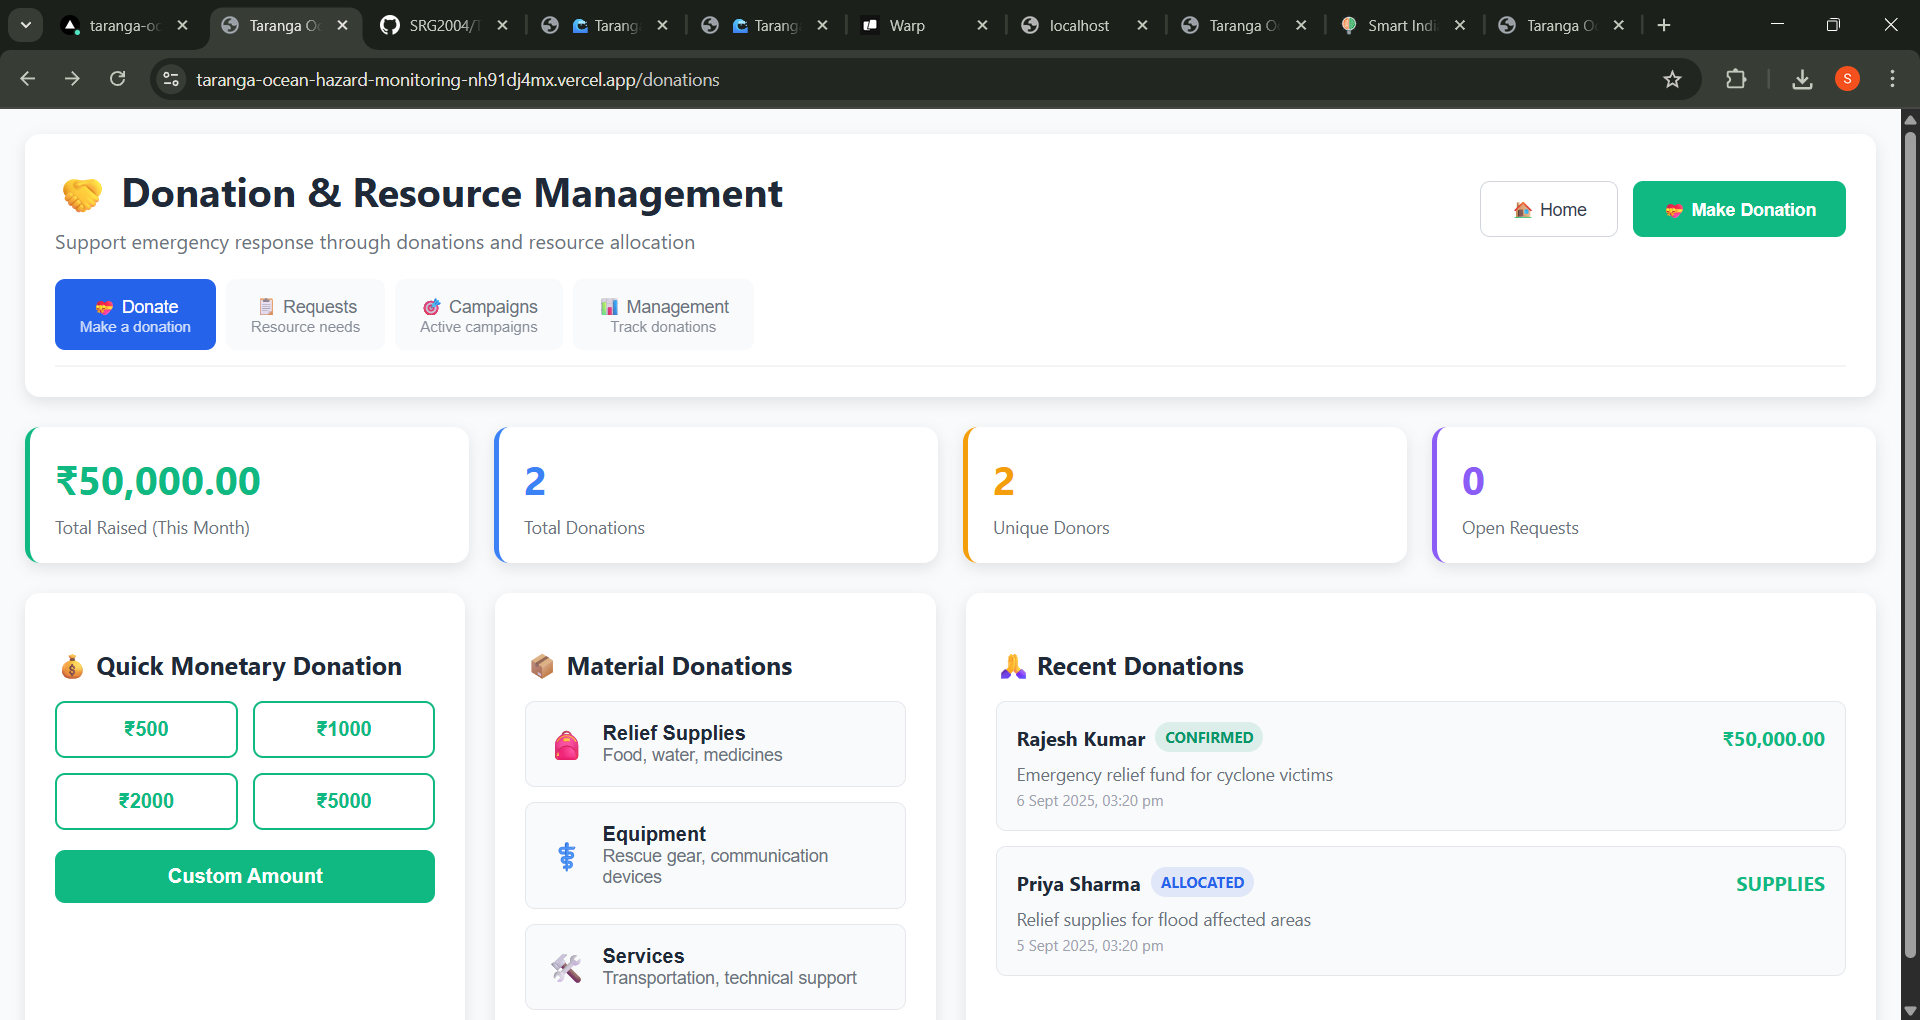 taranga-oc
Taranga Oc
SRG2004/T
Tarang
Taranga
Warp
localhost
Taranga O
Smart Indi
Taranga O
taranga-ocean-hazard-monitoring-nh91dj4mx.vercel.app/donations
S
Donation & Resource Management
Support emergency response through donations and resource allocation
Home
Make Donation
Donate
Make a donation
Requests
Resource needs
Campaigns
Active campaigns
Management
Track donations
₹50,000.00
Total Raised (This Month)
2
Total Donations
2
Unique Donors
0
Open Requests
Quick Monetary Donation
₹500
₹1000
₹2000
₹5000
Custom Amount
Material Donations
Relief Supplies
Food, water, medicines
Equipment
Rescue gear, communication
devices
Services
Transportation, technical support
Recent Donations
Rajesh Kumar CONFIRMED
₹50,000.00
Emergency relief fund for cyclone victims
6 Sept 2025, 03:20 pm
Priya Sharma ALLOCATED
SUPPLIES
Relief supplies for flood affected areas
5 Sept 2025, 03:20 pm